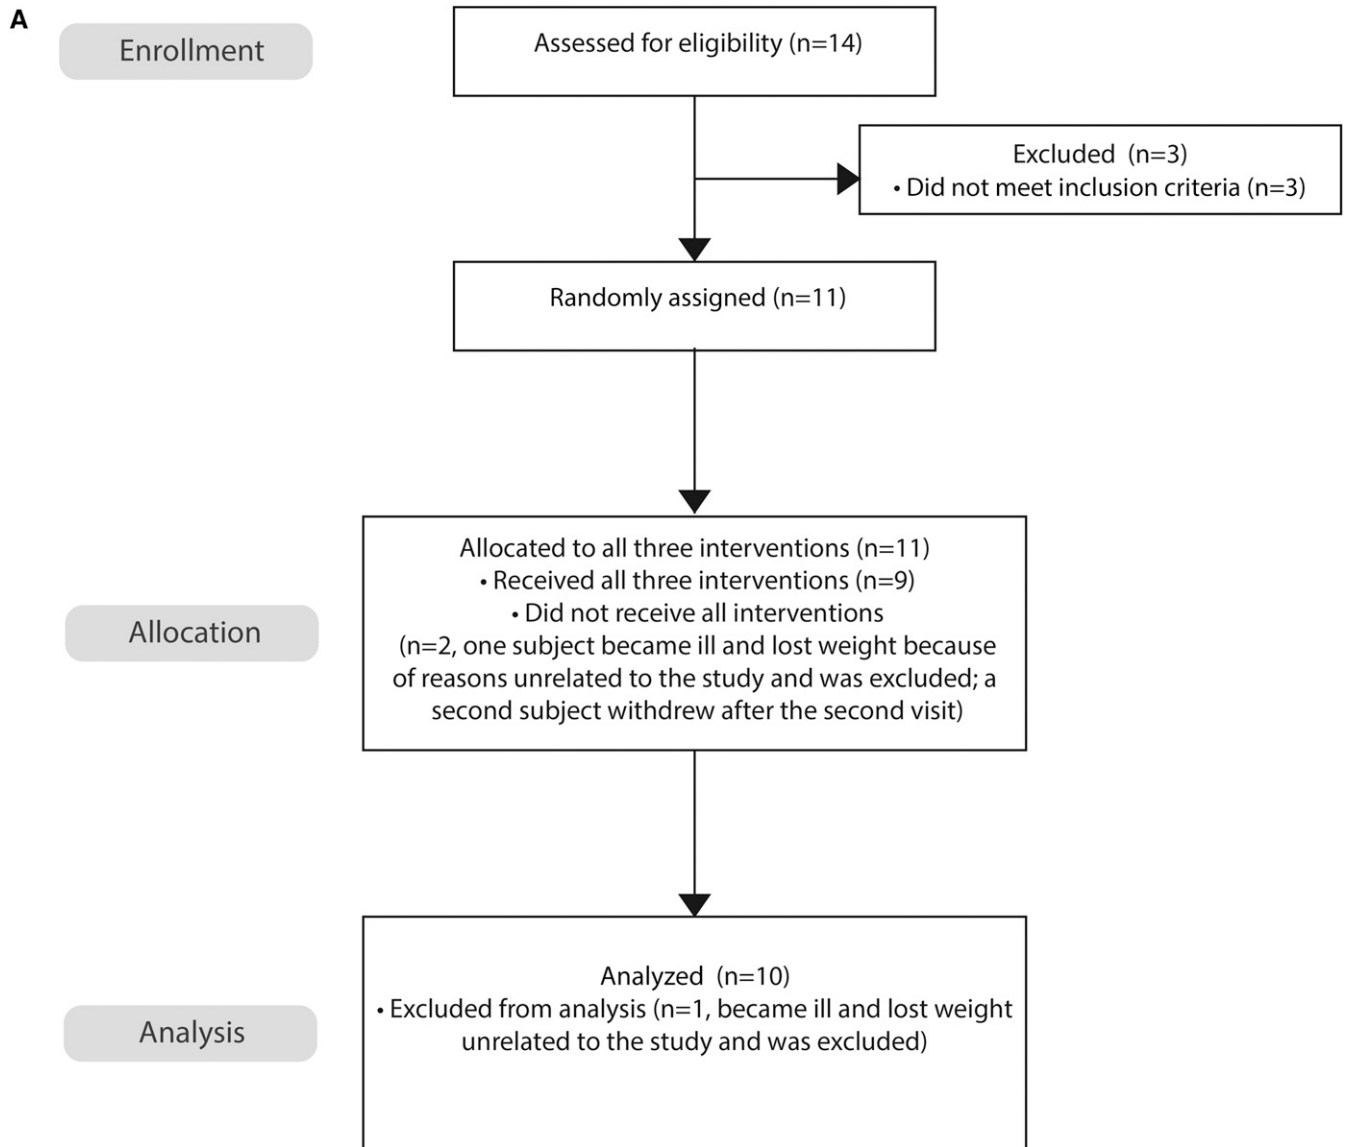 A
Enrollment
Assessed for eligibility (n=14)
Excluded (n=3)
• Did not meet inclusion criteria (n=3)
Randomly assigned (n=11)
Allocation
Allocated to all three interventions (n=11)
• Received all three interventions (n=9)
• Did not receive all interventions
(n=2, one subject became ill and lost weight because
of reasons unrelated to the study and was excluded; a
second subject withdrew after the second visit)
Analysis
Analyzed (n=10)
• Excluded from analysis (n=1, became ill and lost weight
unrelated to the study and was excluded)